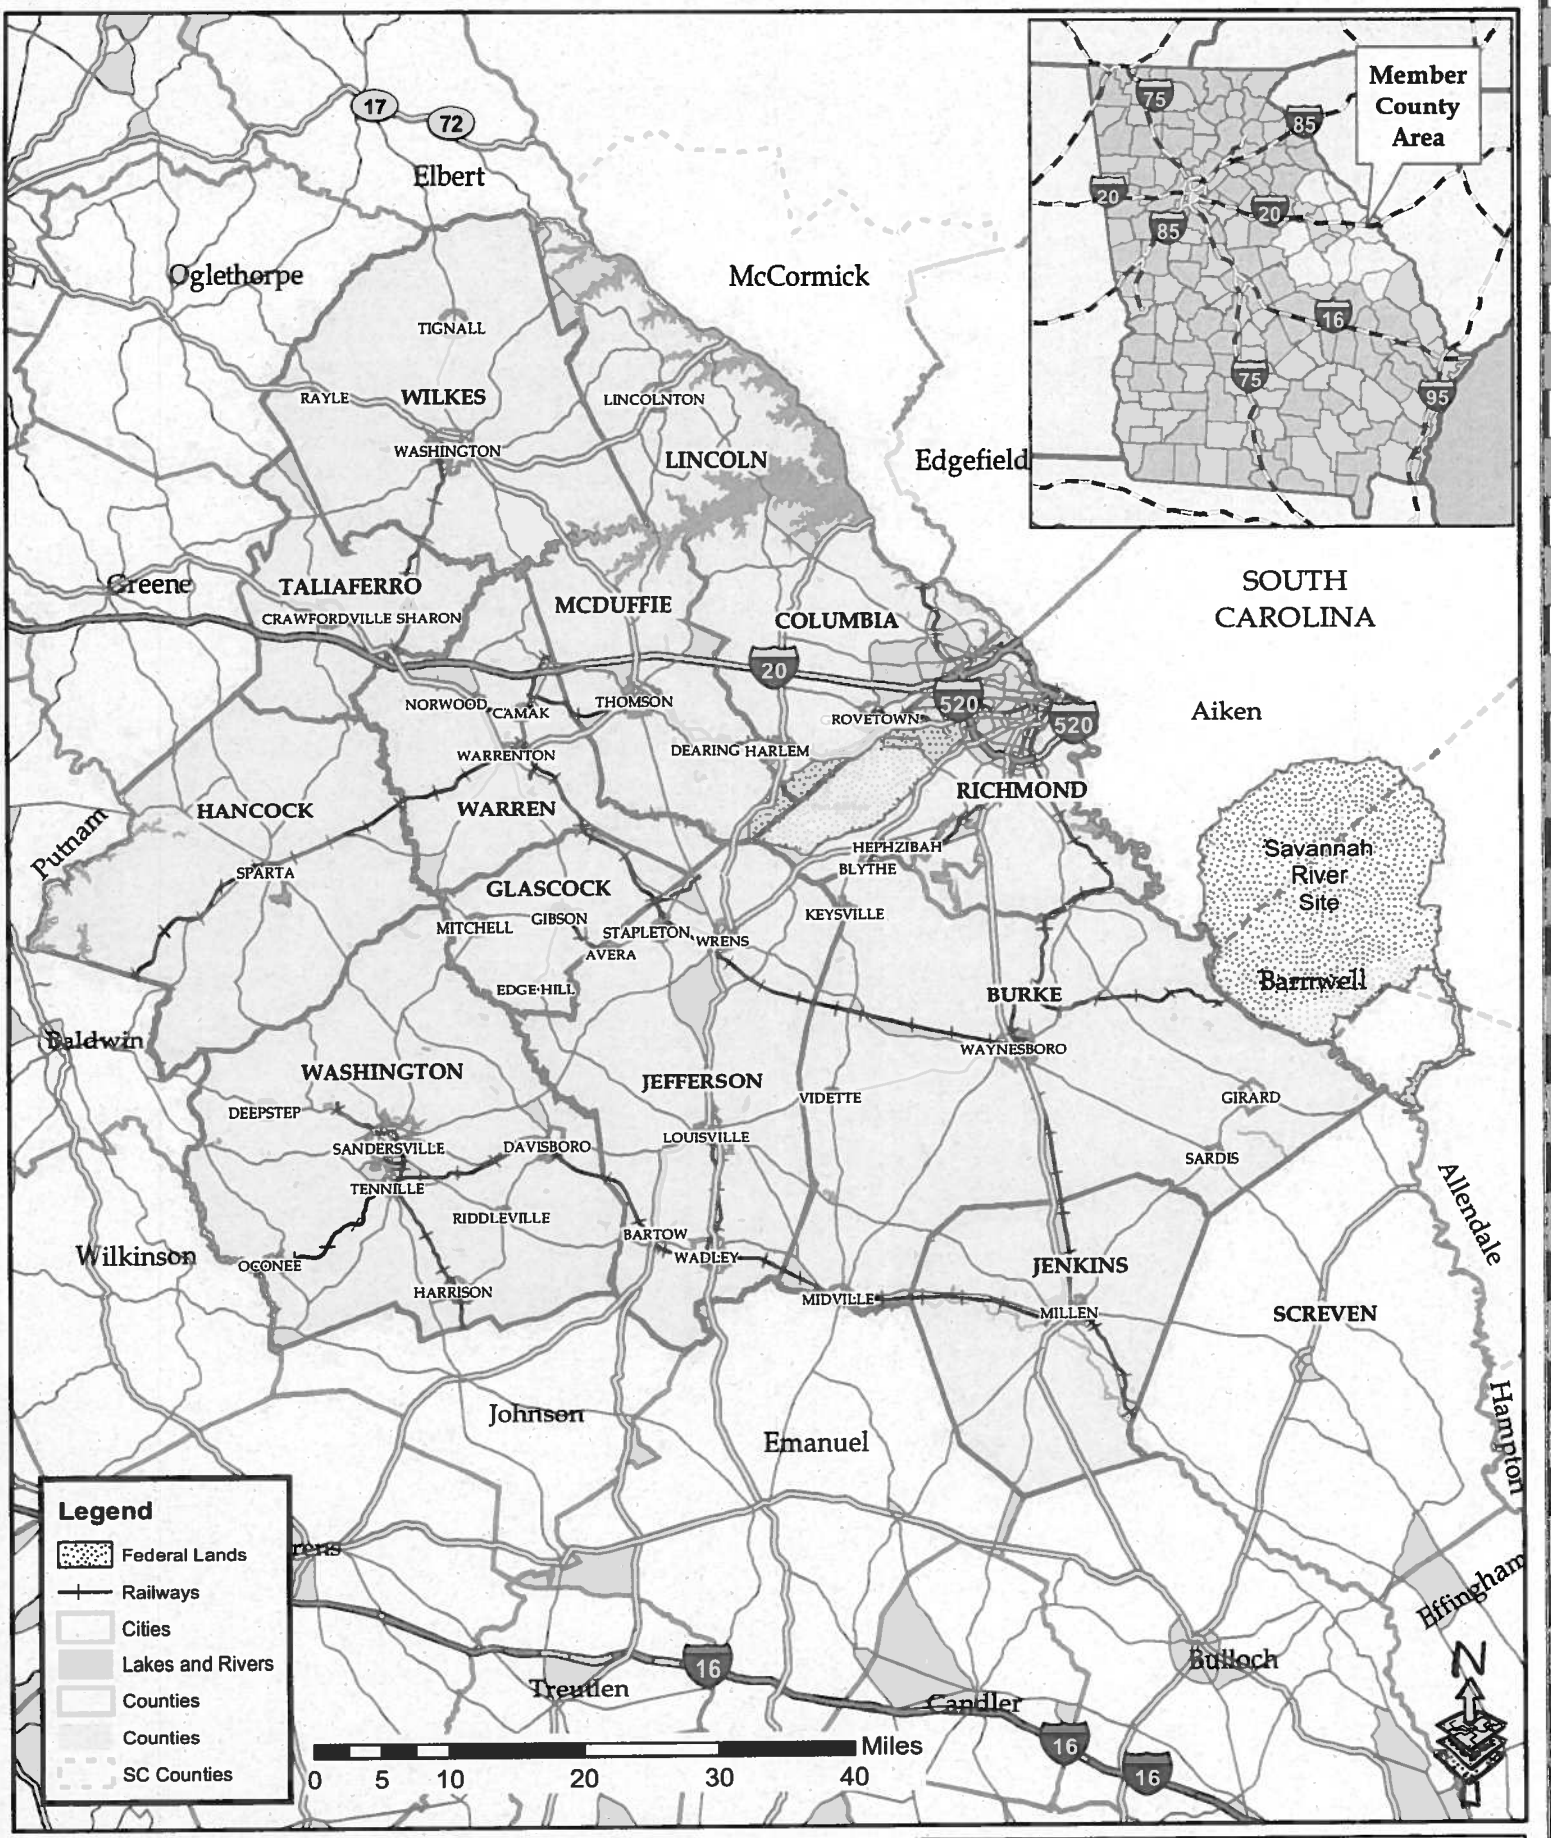 17
72
Elbert
Oglethorpe
McCormick
TIGNALL
RAYLE
WILKES
LINCOLNTON
WASHINGTON
LINCOLN
Edgefield
Member
County
Area
75
85
20
20
85
16
75
95
Greene
TALIAFERRO
CRAWFORDVILLE SHARON
MCDUFFIE
COLUMBIA
SOUTH
CAROLINA
20
NORWOOD
CAMAK
THOMSON
ROVETOWN
520
520
Aiken
WARRENTON
DEARING HARLEM
HANCOCK
WARREN
RICHMOND
Putnam
SPARTA
HEPHZIBAH
BLYTHE
Savannah
River
Site
GLASCOCK
MITCHELL
GIBSON
STAPLETON
WRENS
AVERA
KEYSVILLE
EDGE HILL
BURKE
Barnwell
Baldwin
WAYNESBORO
WASHINGTON
JEFFERSON
VIDETTE
GIRARD
DEEPSTEP
SANDERSVILLE
DAVISBORO
LOUISVILLE
SARDIS
TENNILLE
RIDDLEVILLE
Allendale
Wilkinson
OCONEE
BARTOW
WADLEY
JENKINS
HARRISON
MIDVILLE
MILLEN
SCREVEN
Hampton
Johnson
Emanuel
Legend
Federal Lands
Railways
Cities
Lakes and Rivers
Counties
Counties
SC Counties
rens
Effingham
16
Treutlen
Candler
Bulloch
16
16
N
Miles
0 5 10 20 30 40